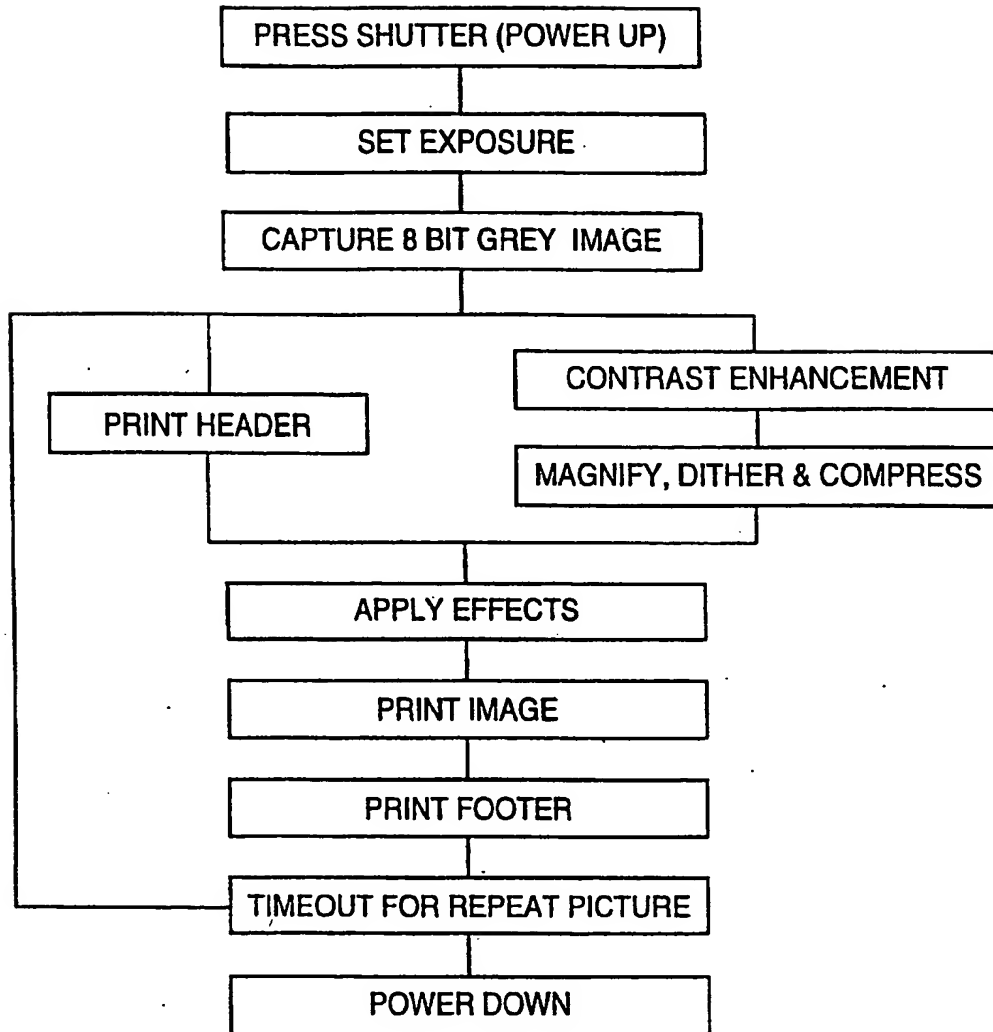 PRESS SHUTTER (POWER UP)
SET EXPOSURE
CAPTURE 8 BIT GREY IMAGE
PRINT HEADER
CONTRAST ENHANCEMENT
MAGNIFY, DITHER & COMPRESS
APPLY EFFECTS
PRINT IMAGE
PRINT FOOTER
TIMEOUT FOR REPEAT PICTURE
POWER DOWN